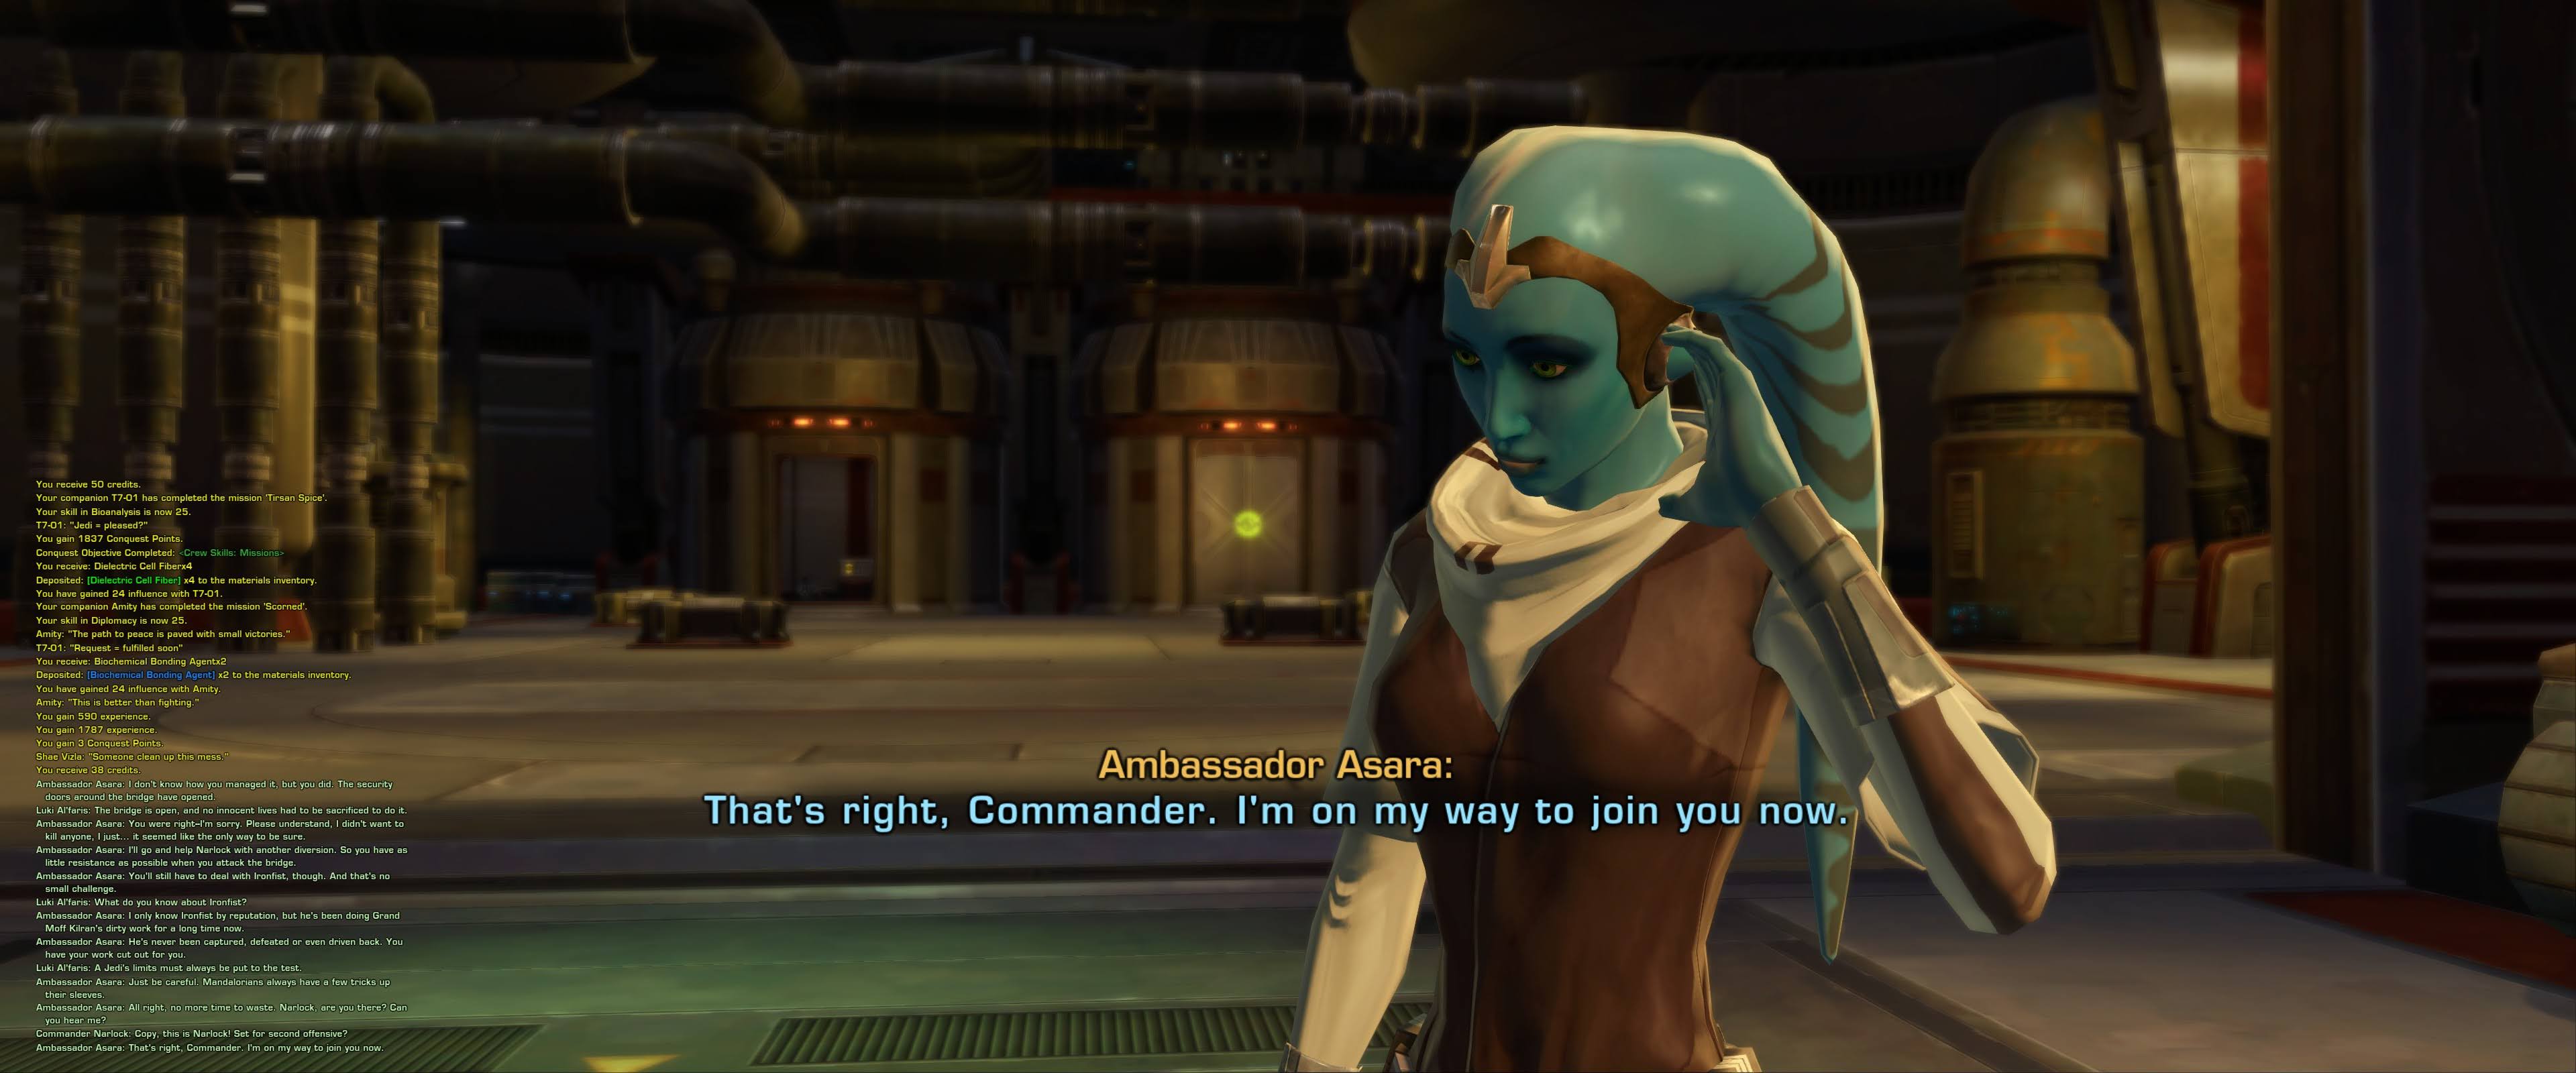 You receive 50 credits.
Your companion T7-01 has completed the mission 'Tirsan Spice'.
Your skill in Bioanalysis is now 25.
T7-01: "Jedi = pleased?"
You gain 1837 Conquest Points.
Conquest Objective Completed: <Crew Skills: Missions>
You receive: Dielectric Cell Fiberx4
Deposited: [Dielectric Cell Fiber] x4 to the materials inventory.
You have gained 24 influence with T7-01.
Your companion Amity has completed the mission 'Scorned'.
Your skill in Diplomacy is now 25.
Amity: "The path to peace is paved with small victories."
T7-01: "Request = fulfilled soon"
You receive: Biochemical Bonding Agentx2
Deposited: [Biochemical Bonding Agent] x2 to the materials inventory.
You have gained 24 influence with Amity.
Amity: "This is better than fighting."
You gain 590 experience.
You gain 1787 experience.
You gain 3 Conquest Points.
Shae Vizla: "Someone clean up this mess."
You receive 38 credits.
Ambassador Asara: I don't know how you managed it, but you did. The security
doors around the bridge have opened.
Luki Al'faris: The bridge is open, and no innocent lives had to be sacrificed to do it.
Ambassador Asara: You were right–I'm sorry. Please understand, I didn't want to
kill anyone, I just... it seemed like the only way to be sure.
Ambassador Asara: I'll go and help Narlock with another diversion. So you have as
little resistance as possible when you attack the bridge.
Ambassador Asara: You'll still have to deal with Ironfist, though. And that's no
small challenge.
Luki Al'faris: What do you know about Ironfist?
Ambassador Asara: I only know Ironfist by reputation, but he's been doing Grand
Moff Kilran's dirty work for a long time now.
Ambassador Asara: He's never been captured, defeated or even driven back. You
have your work cut out for you.
Luki Al'faris: A Jedi's limits must always be put to the test.
Ambassador Asara: Just be careful. Mandalorians always have a few tricks up
their sleeves.
Ambassador Asara: All right, no more time to waste. Narlock, are you there? Can
you hear me?
Commander Narlock: Copy, this is Narlock! Set for second offensive?
Ambassador Asara: That's right, Commander. I'm on my way to join you now.
Ambassador Asara:
That's right, Commander. I'm on my way to join you now.